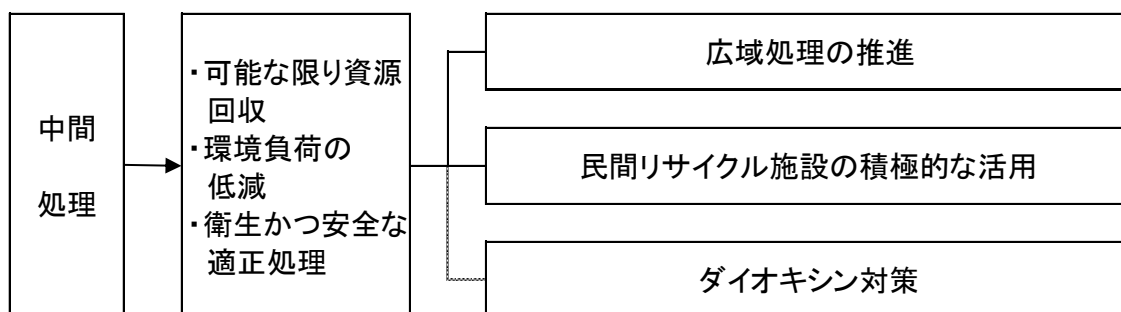 中間
処理
・可能な限り資源
回収
・環境負荷の
低減
・衛生かつ安全な
適正処理
広域処理の推進
民間リサイクル施設の積極的な活用
ダイオキシン対策